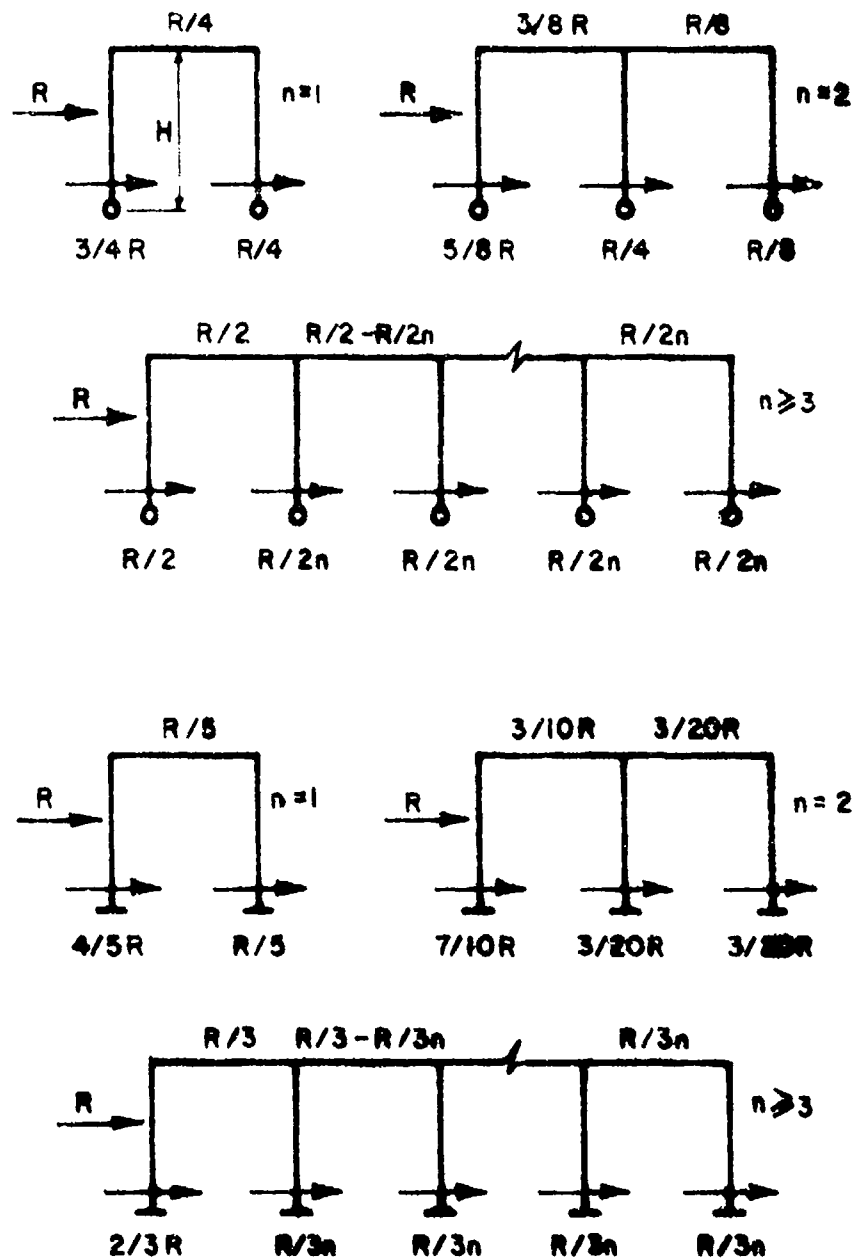 R/4 3/8 R R/8
R n=1 R n=2
H
3/4 R R/4 5/8 R R/4 R/8
R/2 R/2-R/2n R/2n
R n≥3
R/2 R/2n R/2n R/2n R/2n
R/5 3/10R 3/20R
R n=1 R n=2
4/5R R/5 7/10R 3/20R
R/3 R/3-R/3n R/3n
R n≥3
2/3R R/3n R/3n R/3n R/3n